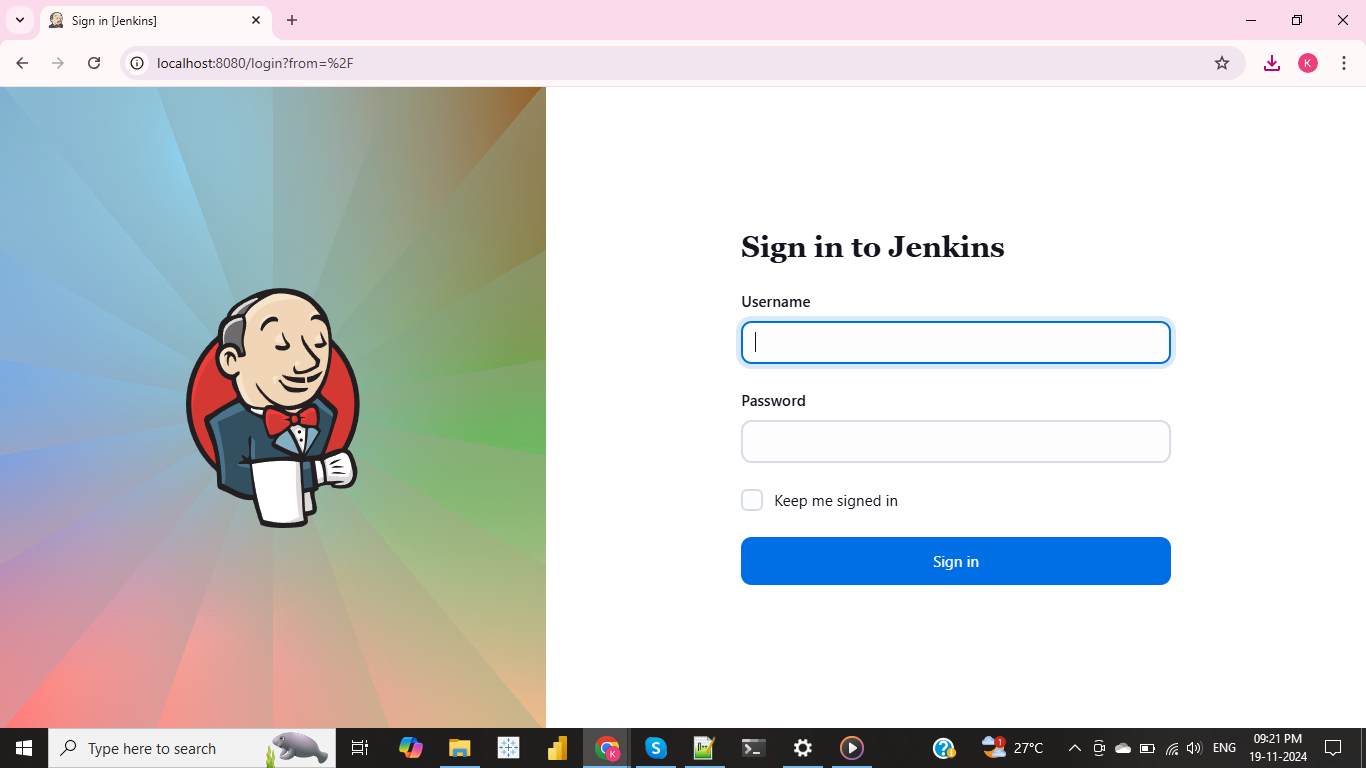 Sign in [Jenkins]
localhost:8080/login?from=%2F
K
Sign in to Jenkins
Username
Password
Keep me signed in
Sign in
Type here to search
K
1
27°C
ENG
09:21 PM
19-11-2024